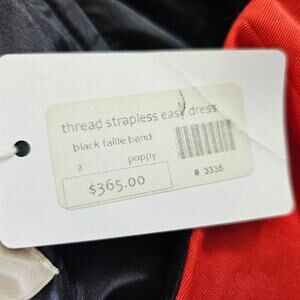 thread strapless easy dress
black faille band
2 poppy
$365.00
# 3336